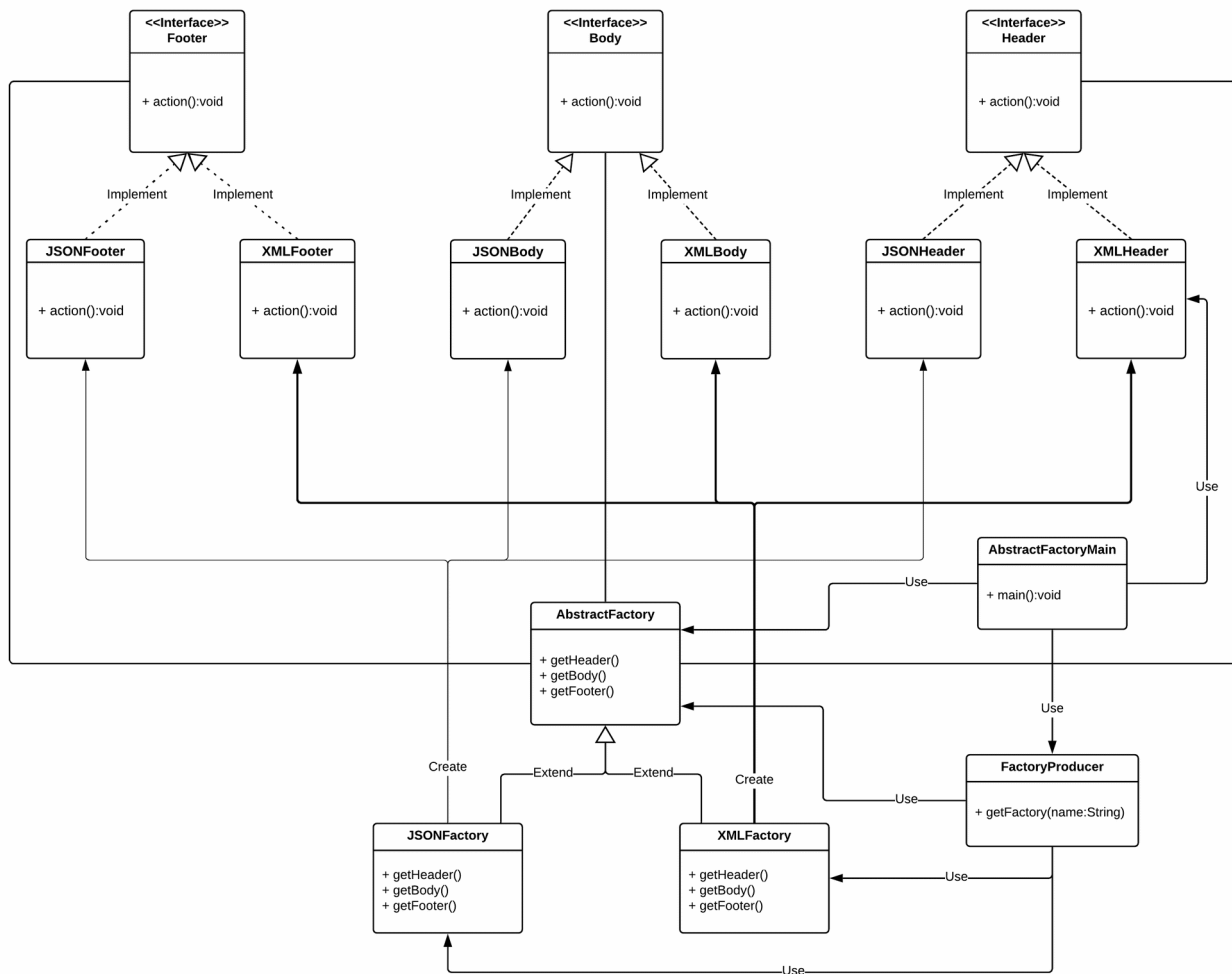 <<Interface>>
Footer
+ action():void
<<Interface>>
Body
+ action():void
<<Interface>>
Header
+ action():void
Implement
Implement
Implement
Implement
Implement
Implement
JSONFooter
+ action():void
XMLFooter
+ action():void
JSONBody
+ action():void
XMLBody
+ action():void
JSONHeader
+ action():void
XMLHeader
+ action():void
Use
AbstractFactoryMain
+ main():void
Use
AbstractFactory
+ getHeader()
+ getBody()
+ getFooter()
Use
Create
Extend
Extend
Create
FactoryProducer
+ getFactory(name:String)
Use
JSONFactory
+ getHeader()
+ getBody()
+ getFooter()
XMLFactory
+ getHeader()
+ getBody()
+ getFooter()
Use
Use